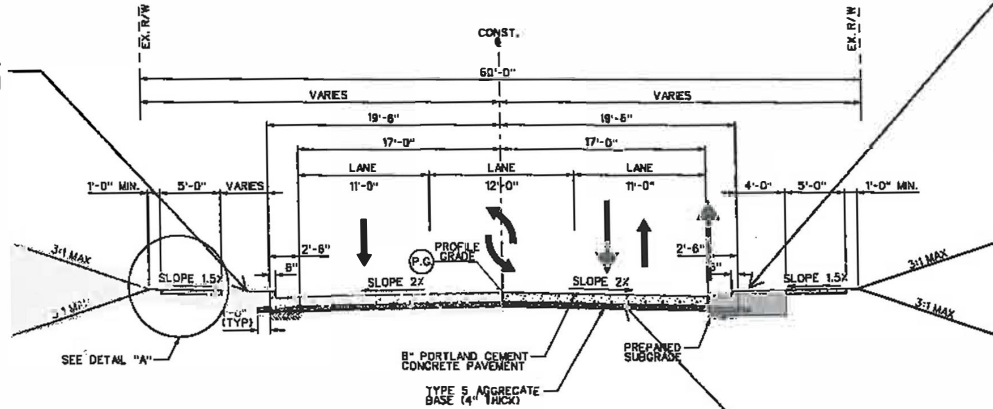 EX. R/W
CONST.
EX. R/W
60'-0"
VARIES
VARIES
19'-6"
19'-6"
17'-0"
17'-0"
LANE
LANE
LANE
1'-0" MIN.
5'-0"
VARIES
11'-0"
12'-0"
11'-0"
4'-0"
5'-0"
1'-0" MIN.
2'-6"
2'-6"
3:1 MAX
3:1 MAX
6"
P.G.
PROFILE
GRADE
SLOPE 1.5%
SLOPE 2%
SLOPE 2%
SLOPE 1.5%
3:1 MAX
3:1 MAX
(TYP)
SEE DETAIL "A"
8" PORTLAND CEMENT
CONCRETE PAVEMENT
PREPARED
SUBGRADE
TYPE 5 AGGREGATE
BASE (4" THICK)